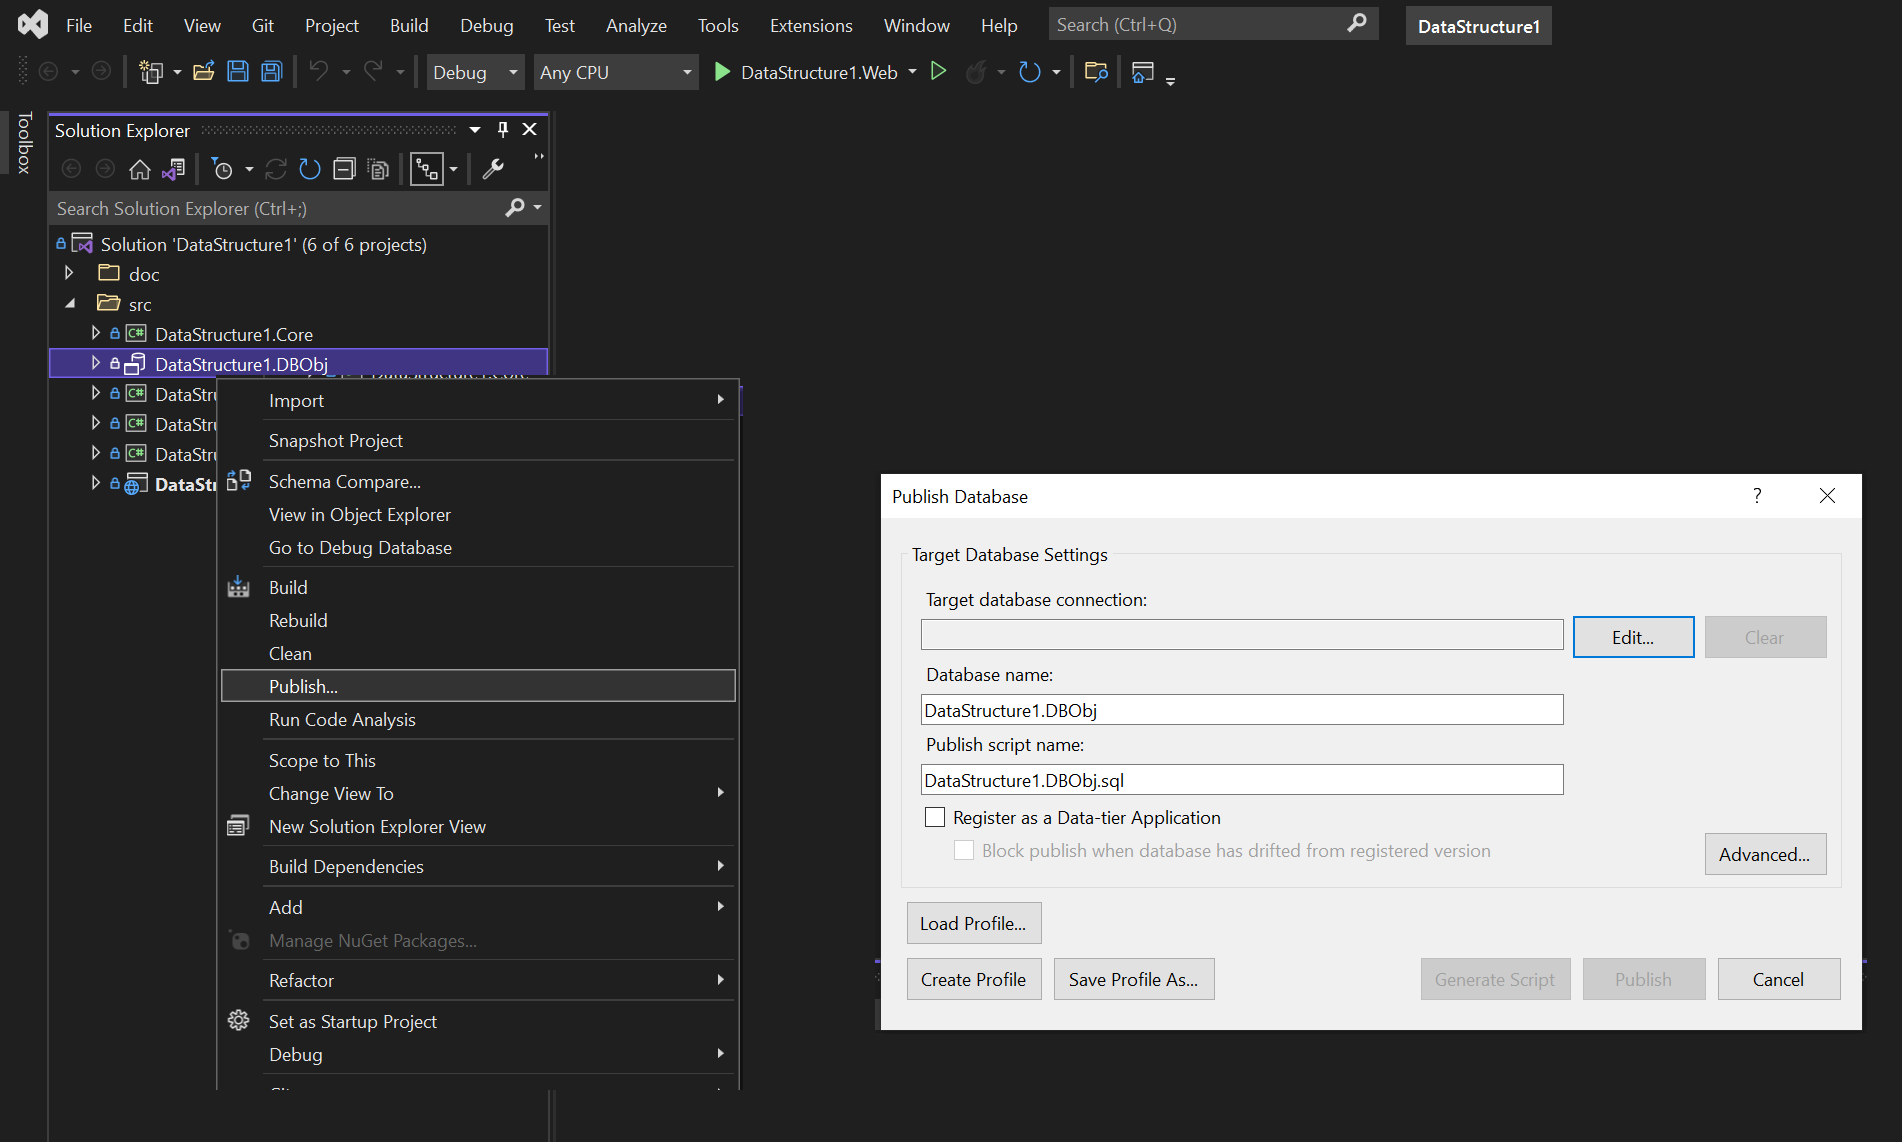 File Edit View Git Project Build Debug Test Analyze Tools Extensions Window Help Search (Ctrl+Q) DataStructure1
Debug Any CPU DataStructure1.Web
Toolbox
Solution Explorer
Search Solution Explorer (Ctrl+;)
Solution 'DataStructure1' (6 of 6 projects)
doc
src
C# DataStructure1.Core
DataStructure1.DBObj
C# DataStru
C# DataStru
C# DataStru
DataStr
Import
Snapshot Project
Schema Compare...
View in Object Explorer
Go to Debug Database
Build
Rebuild
Clean
Publish...
Run Code Analysis
Scope to This
Change View To
New Solution Explorer View
Build Dependencies
Add
Manage NuGet Packages...
Refactor
Set as Startup Project
Debug
Publish Database ?
Target Database Settings
Target database connection:
Edit... Clear
Database name:
DataStructure1.DBObj
Publish script name:
DataStructure1.DBObj.sql
Register as a Data-tier Application
Block publish when database has drifted from registered version
Advanced...
Load Profile...
Create Profile Save Profile As... Generate Script Publish Cancel